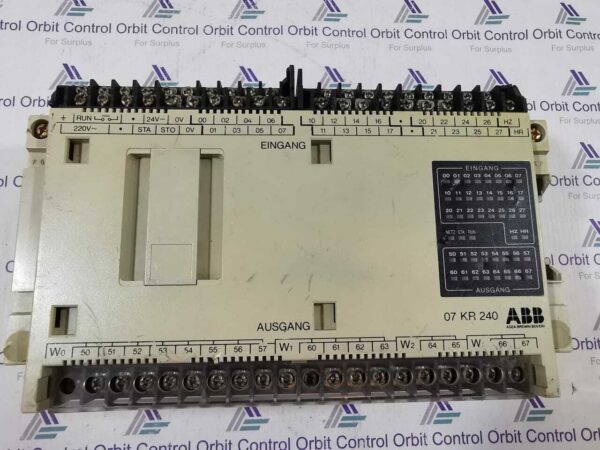 Orbit Control Orbit Control Orbit Control Orbit Control
For Surplus For Surplus For Surplus For Surplus
RUN • 24V⎓ 0V 00 02 04 06 10 12 14 16 • 20 22 24 26 HZ
220V~ • STA STO 0V 01 03 05 07 11 13 15 17 • 21 23 25 27 HR
EINGANG
EINGANG
00 01 02 03 04 05 06 07
10 11 12 13 14 15 16 17
20 21 22 23 24 25 26 27
NETZ STA RUN HZ HR
50 51 52 53 54 55 56 57
60 61 62 63 64 65 66 67
AUSGANG
07 KR 240 ABB
ASEA BROWN BOVERI
AUSGANG
W0 50 51 52 53 54 55 56 57 W1 60 61 62 63 W2 64 65 W 66 67
Orbit Control Orbit Control Orbit Control Orbit Control
For Surplus For Surplus For Surplus For Surplus